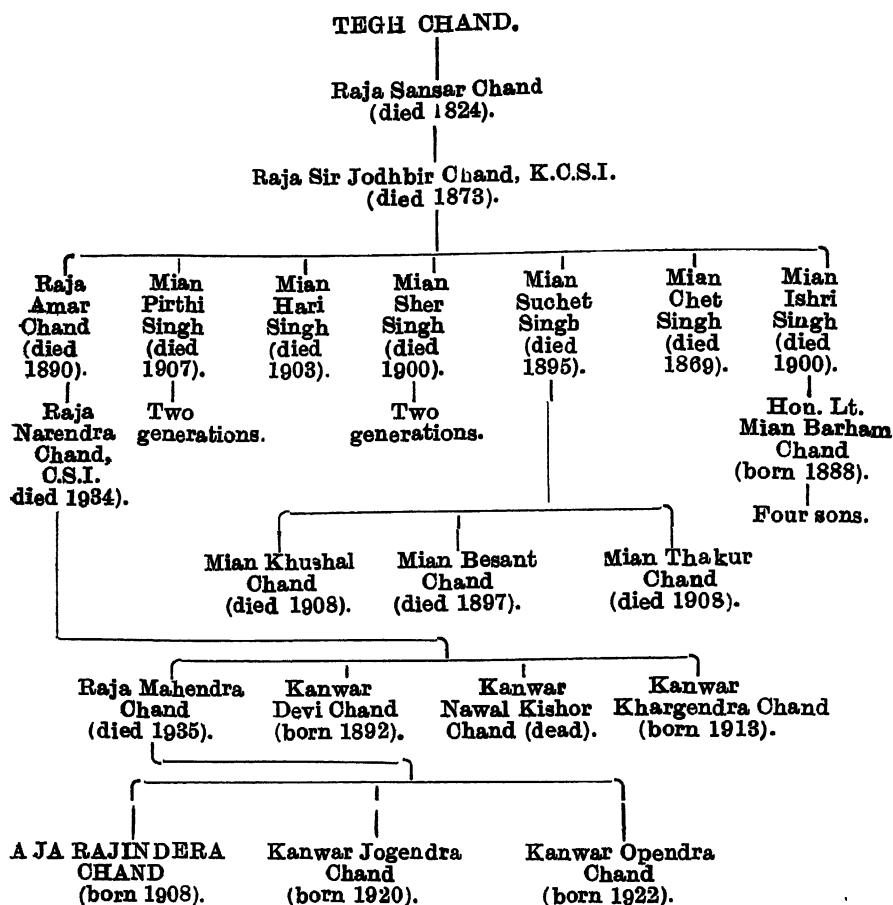 TEGH CHAND.
Raja Sansar Chand
(died 1824).
Raja Sir Jodhbir Chand, K.C.S.I.
(died 1873).
Raja
Amar
Chand
(died
1890).
Mian
Pirthi
Singh
(died
1907).
Mian
Hari
Singh
(died
1903).
Mian
Sher
Singh
(died
1900).
Mian
Suchet
Singh
(died
1895).
Mian
Chet
Singh
(died
1869).
Mian
Ishri
Singh
(died
1900).
Raja
Narendra
Chand,
C.S.I.
died 1934).
Two
generations.
Two
generations.
Hon. Lt.
Mian Barham
Chand
(born 1888).
Four sons.
Mian Khushal
Chand
(died 1908).
Mian Besant
Chand
(died 1897).
Mian Thakur
Chand
(died 1908).
Raja Mahendra
Chand
(died 1935).
Kanwar
Devi Chand
(born 1892).
Kanwar
Nawal Kishor
Chand (dead).
Kanwar
Khargendra Chand
(born 1913).
A JA RAJINDERA
CHAND
(born 1908).
Kanwar Jogendra
Chand
(born 1920).
Kanwar Opendra
Chand
(born 1922).